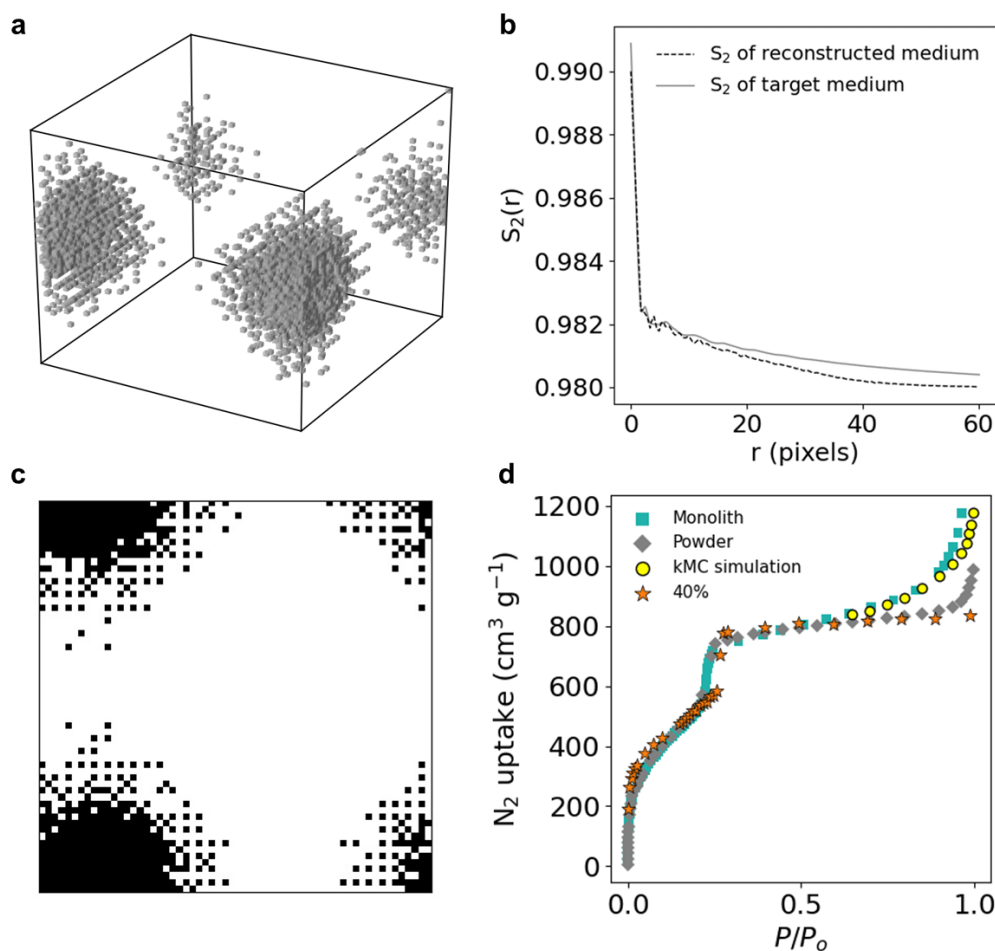 a
b
S₂ of reconstructed medium
S₂ of target medium
0.990
0.988
0.986
0.984
0.982
0.980
S₂(r)
0
20
40
60
r (pixels)
c
d
1200
1000
800
600
400
200
0
N₂ uptake (cm³ g⁻¹)
Monolith
Powder
kMC simulation
40%
0.0
0.5
1.0
P/Pₒ